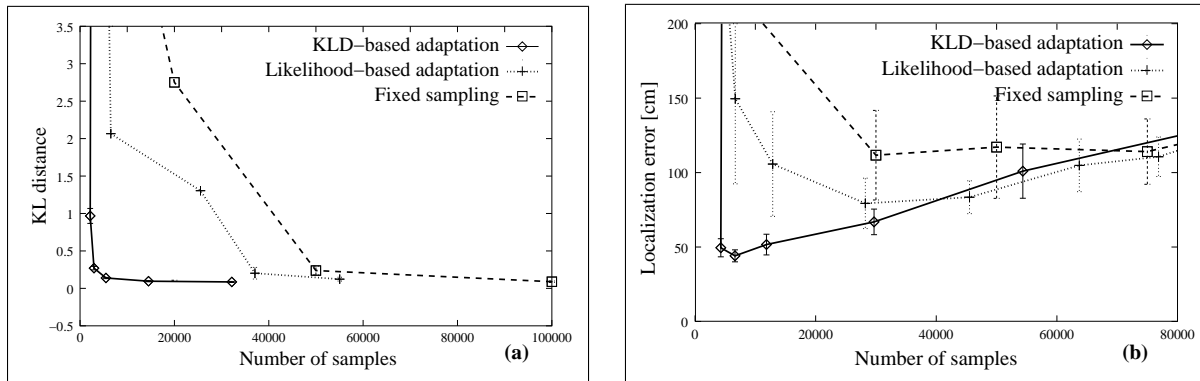 3.5
3
2.5
2
1.5
1
0.5
0
−0.5
KL distance
KLD−based adaptation
Likelihood−based adaptation
Fixed sampling
0 20000 40000 60000 80000 100000
Number of samples
(a)
200
150
100
50
0
Localization error [cm]
KLD−based adaptation
Likelihood−based adaptation
Fixed sampling
0 20000 40000 60000 80000
Number of samples
(b)